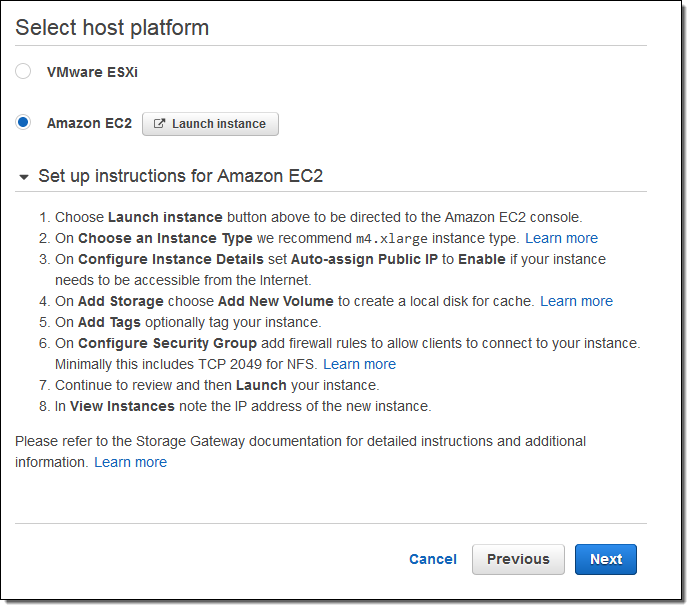 Select host platform
VMware ESXi
Amazon EC2 Launch instance
Set up instructions for Amazon EC2
1. Choose Launch instance button above to be directed to the Amazon EC2 console.
2. On Choose an Instance Type we recommend m4.xlarge instance type. Learn more
3. On Configure Instance Details set Auto-assign Public IP to Enable if your instance
needs to be accessible from the Internet.
4. On Add Storage choose Add New Volume to create a local disk for cache. Learn more
5. On Add Tags optionally tag your instance.
6. On Configure Security Group add firewall rules to allow clients to connect to your instance.
Minimally this includes TCP 2049 for NFS. Learn more
7. Continue to review and then Launch your instance.
8. In View Instances note the IP address of the new instance.
Please refer to the Storage Gateway documentation for detailed instructions and additional
information. Learn more
Cancel Previous Next